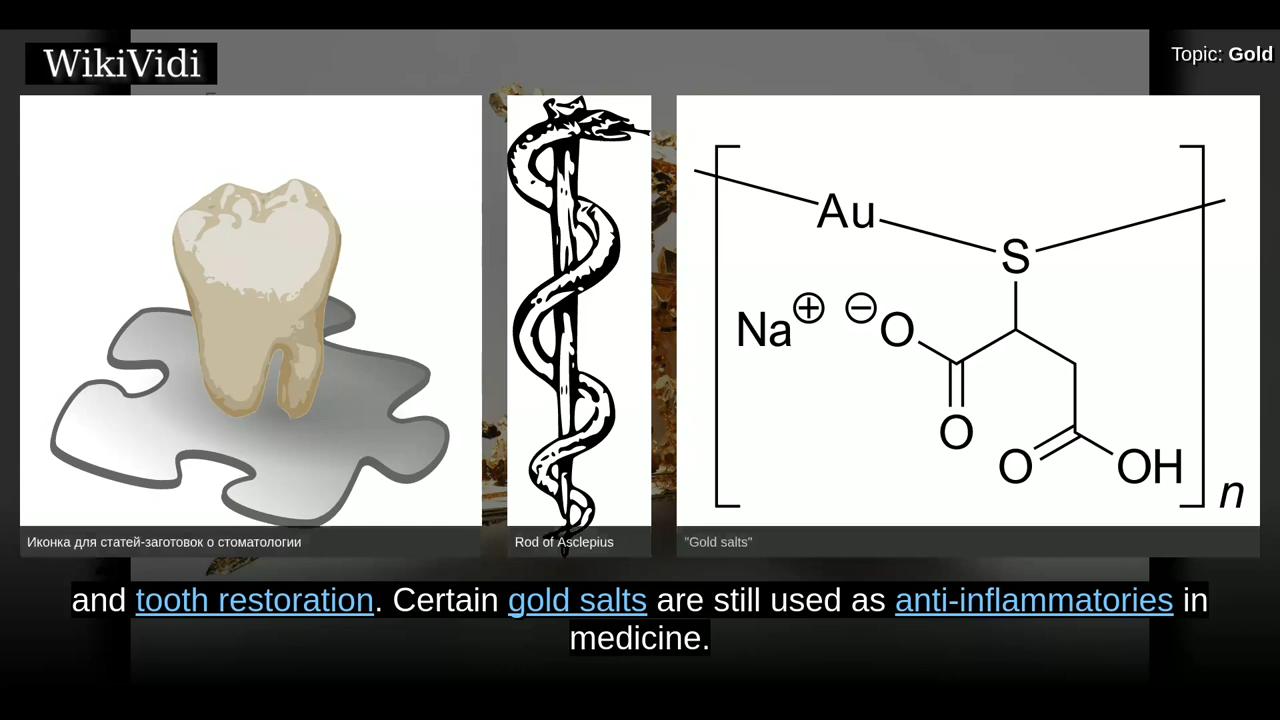 WikiVidi
Topic: Gold
Au
S
Na⊕ ⊖O
O
O
OH
n
Иконка для статей-заготовок о стоматологии
Rod of Asclepius
"Gold salts"
and tooth restoration. Certain gold salts are still used as anti-inflammatories in
medicine.